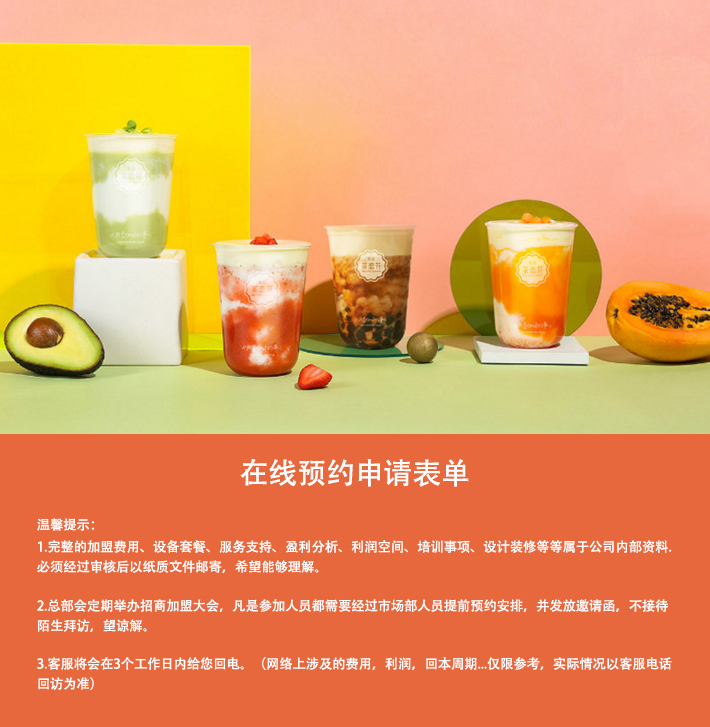 茶蓝花
在线预约申请表单
温馨提示：
1.完整的加盟费用、设备套餐、服务支持、盈利分析、利润空间、培训事项、设计装修等等属于公司内部资料.
必须经过审核后以纸质文件邮寄，希望能够理解。
2.总部会定期举办招商加盟大会，凡是参加人员都需要经过市场部人员提前预约安排，并发放邀请函，不接待
陌生拜访，望谅解。
3.客服将会在3个工作日内给您回电。（网络上涉及的费用，利润，回本周期...仅限参考，实际情况以客服电话
回访为准）